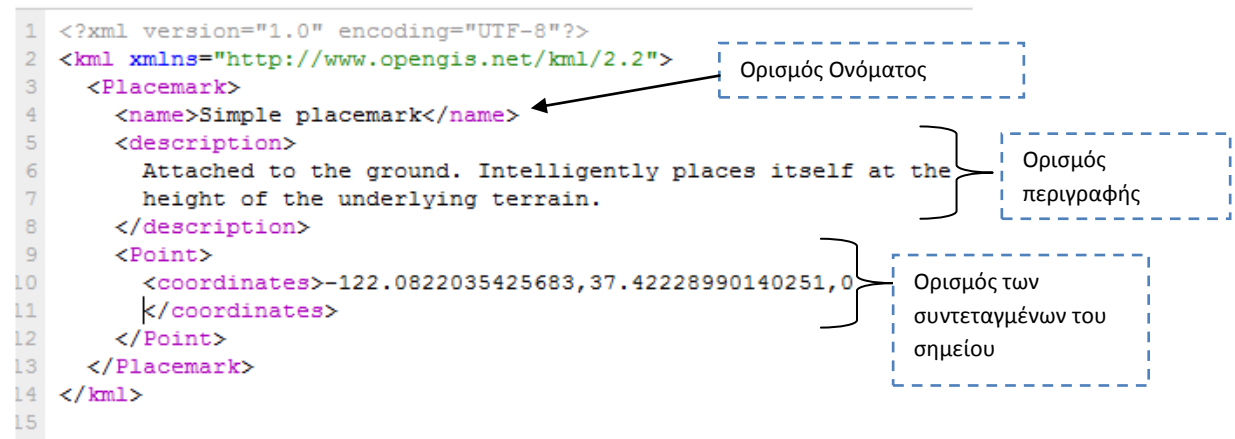 1 <?xml version="1.0" encoding="UTF-8"?>
2 <kml xmlns="http://www.opengis.net/kml/2.2">
3 <Placemark>
4 <name>Simple placemark</name>
5 <description>
6 Attached to the ground. Intelligently places itself at the
7 height of the underlying terrain.
8 </description>
9 <Point>
10 <coordinates>-122.0822035425683,37.42228990140251,0
11 </coordinates>
12 </Point>
13 </Placemark>
14 </kml>
15
Ορισμός Ονόματος
Ορισμός
περιγραφής
Ορισμός των
συντεταγμένων του
σημείου